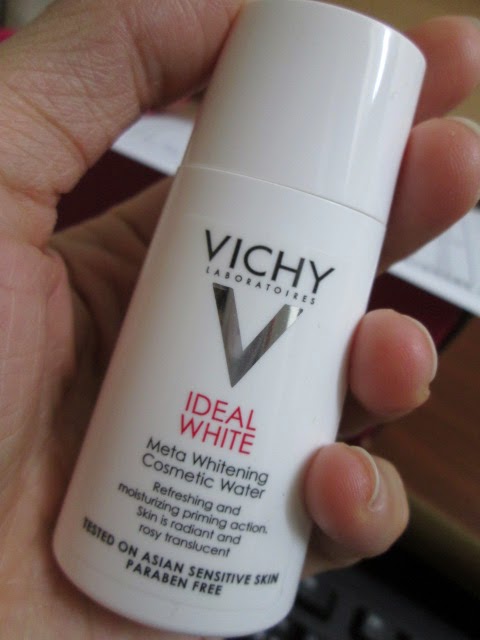 VICHY
LABORATOIRES
V
IDEAL
WHITE
Meta Whitening
Cosmetic Water
Refreshing and
moisturizing priming action.
Skin is radiant and
rosy translucent
TESTED ON ASIAN SENSITIVE SKIN
PARABEN FREE